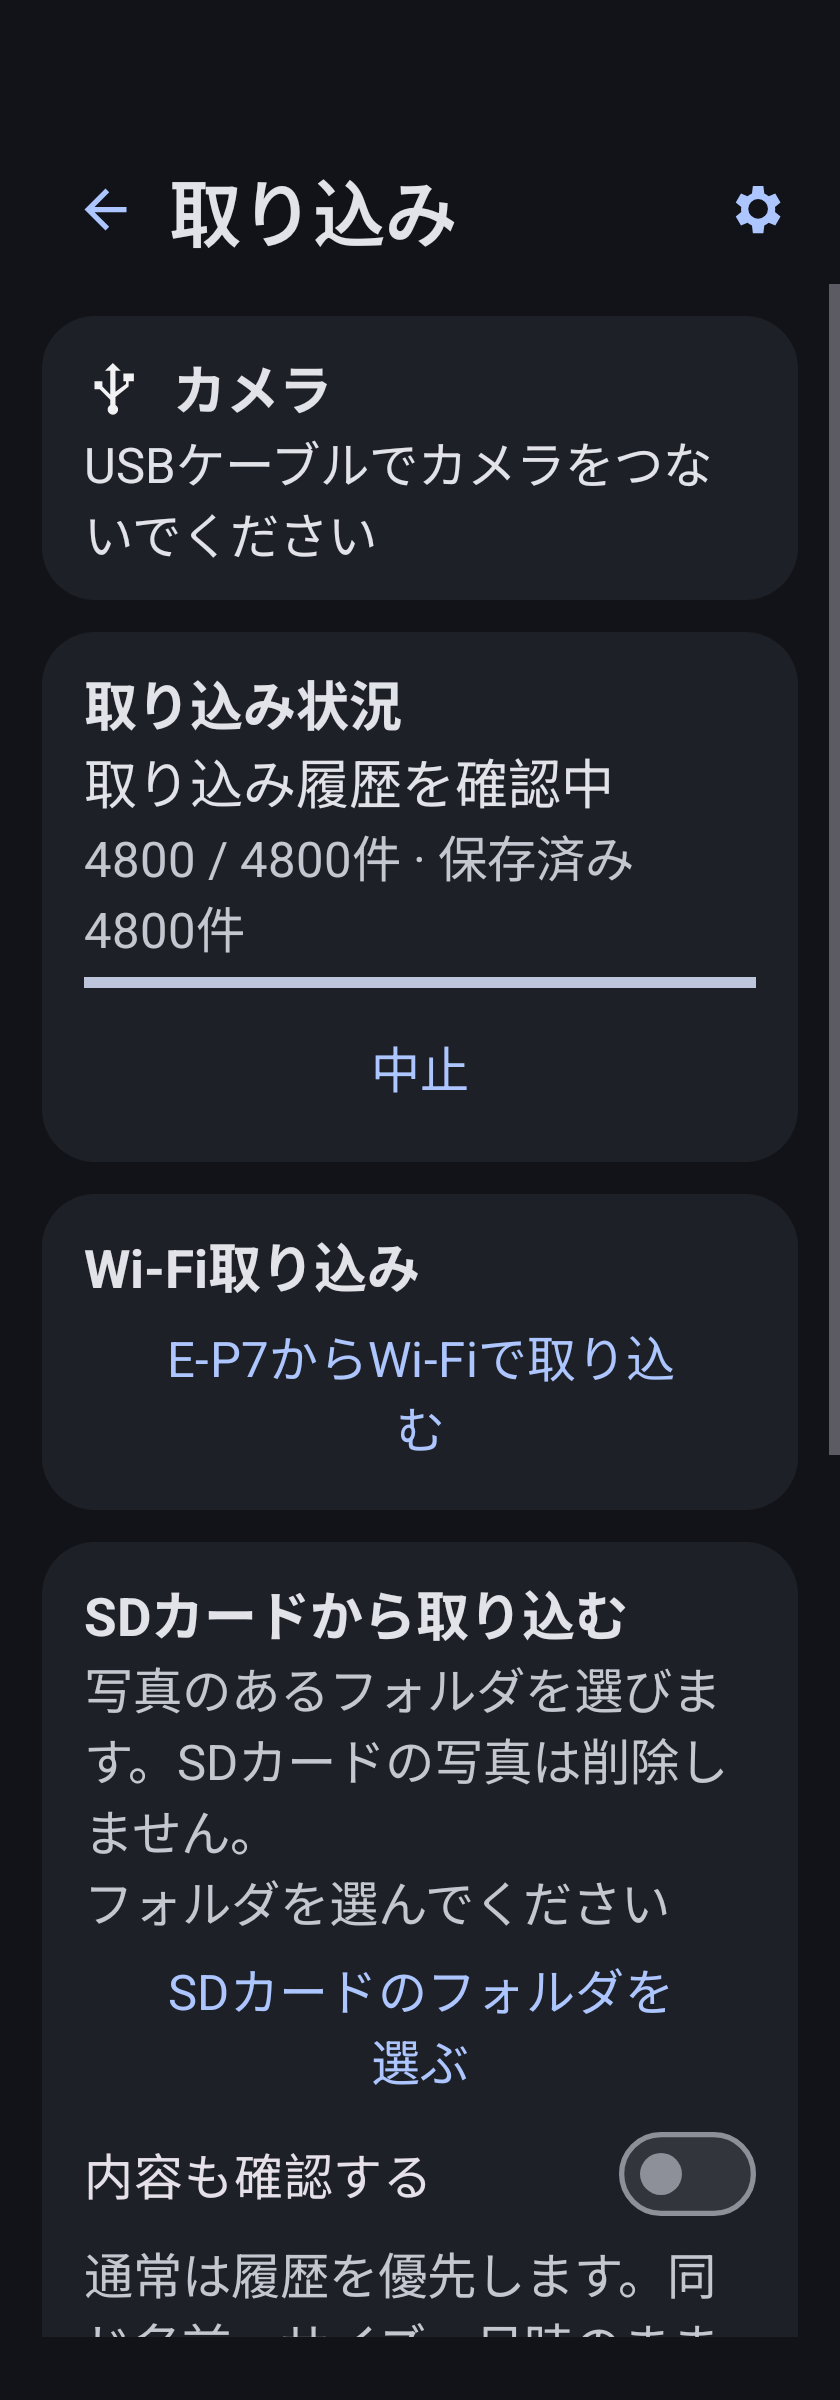 取り込み
カメラ
USBケーブルでカメラをつな
いでください
取り込み状況
取り込み履歴を確認中
4800 / 4800件 · 保存済み
4800件
中止
Wi-Fi取り込み
E-P7からWi-Fiで取り込
む
SDカードから取り込む
写真のあるフォルダを選びま
す。SDカードの写真は削除し
ません。
フォルダを選んでください
SDカードのフォルダを
選ぶ
内容も確認する
通常は履歴を優先します。同